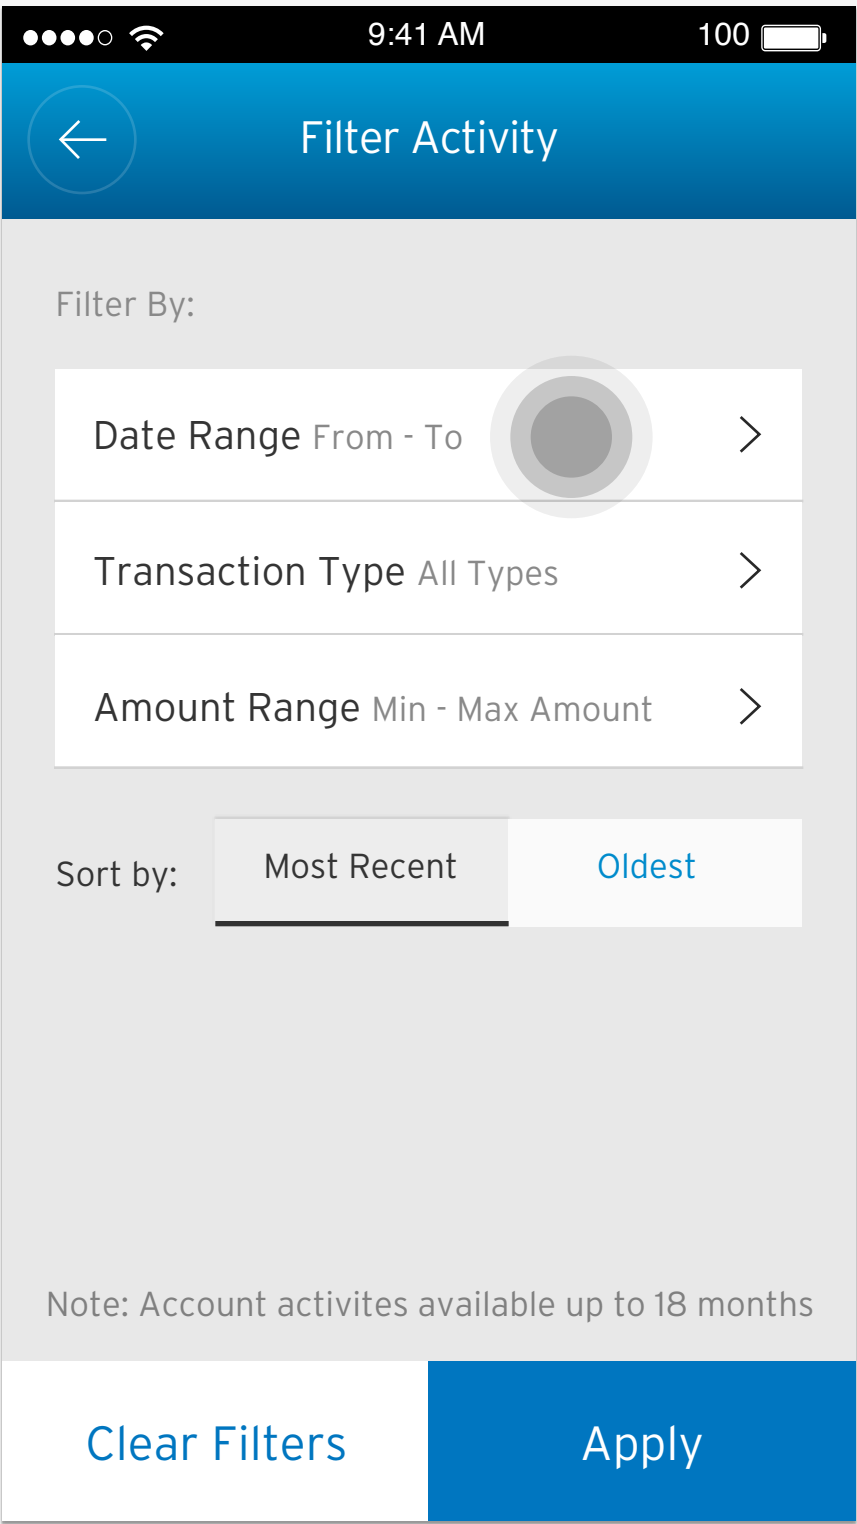 9:41 AM 100
Filter Activity
Filter By:
Date Range From - To
Transaction Type All Types
Amount Range Min - Max Amount
Sort by: Most Recent Oldest
Note: Account activites available up to 18 months
Clear Filters Apply